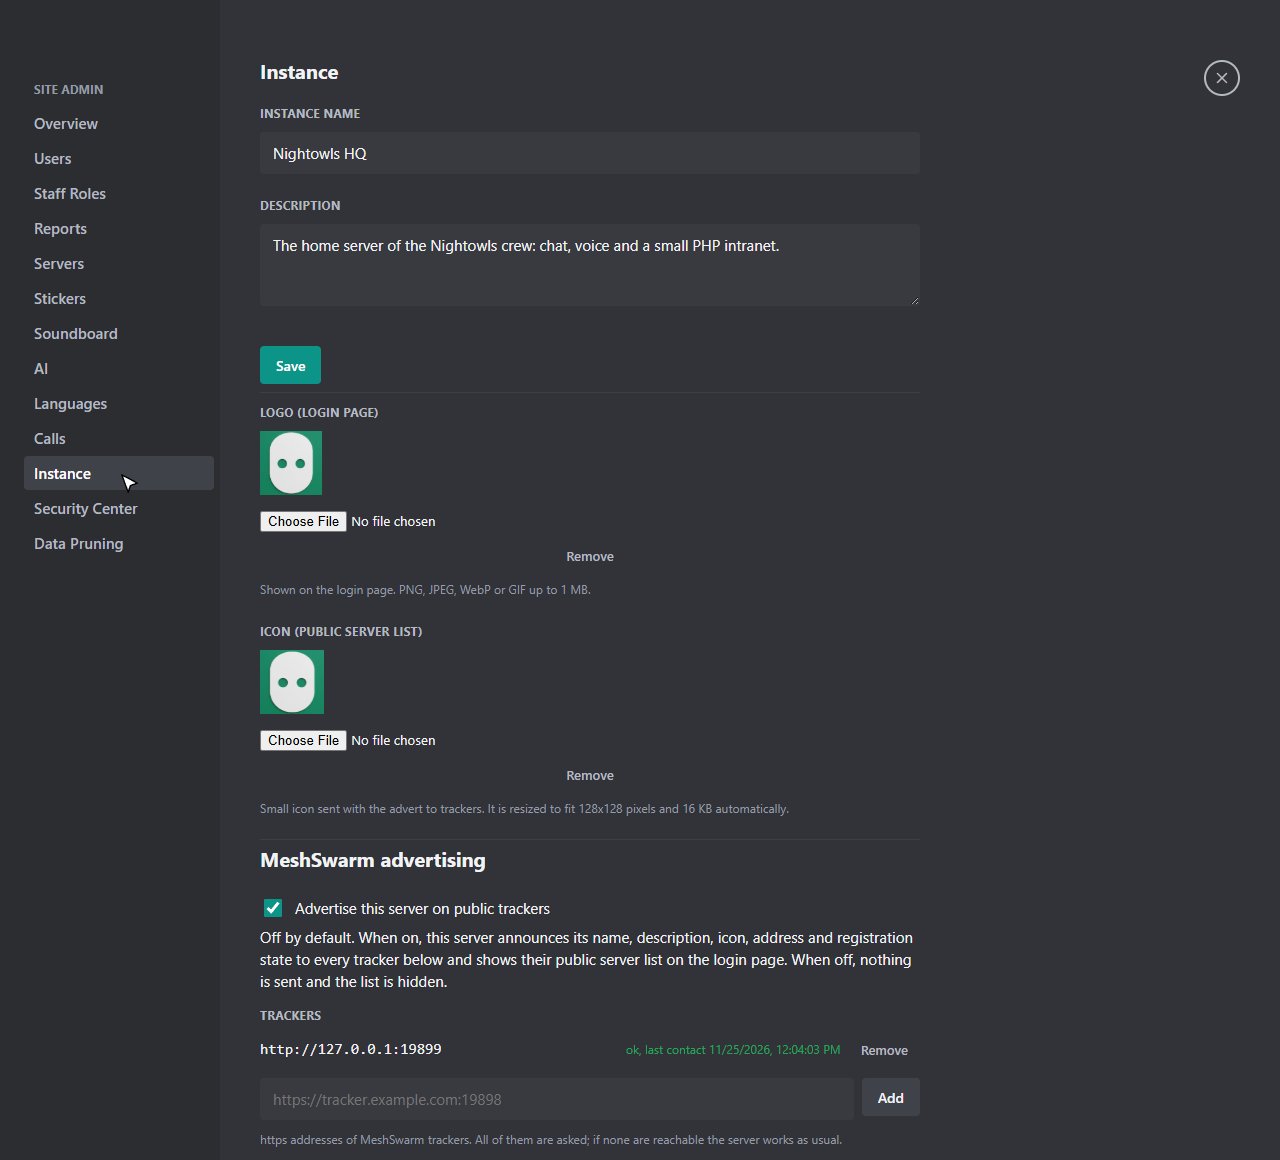 SITE ADMIN
Overview
Users
Staff Roles
Reports
Servers
Stickers
Soundboard
AI
Languages
Calls
Instance
Security Center
Data Pruning
Instance
INSTANCE NAME
Nightowls HQ
DESCRIPTION
The home server of the Nightowls crew: chat, voice and a small PHP intranet.
Save
LOGO (LOGIN PAGE)
Choose File No file chosen
Remove
Shown on the login page. PNG, JPEG, WebP or GIF up to 1 MB.
ICON (PUBLIC SERVER LIST)
Choose File No file chosen
Remove
Small icon sent with the advert to trackers. It is resized to fit 128x128 pixels and 16 KB automatically.
MeshSwarm advertising
Advertise this server on public trackers
Off by default. When on, this server announces its name, description, icon, address and registration
state to every tracker below and shows their public server list on the login page. When off, nothing
is sent and the list is hidden.
TRACKERS
http://127.0.0.1:19899 ok, last contact 11/25/2026, 12:04:03 PM Remove
https://tracker.example.com:19898 Add
https addresses of MeshSwarm trackers. All of them are asked; if none are reachable the server works as usual.